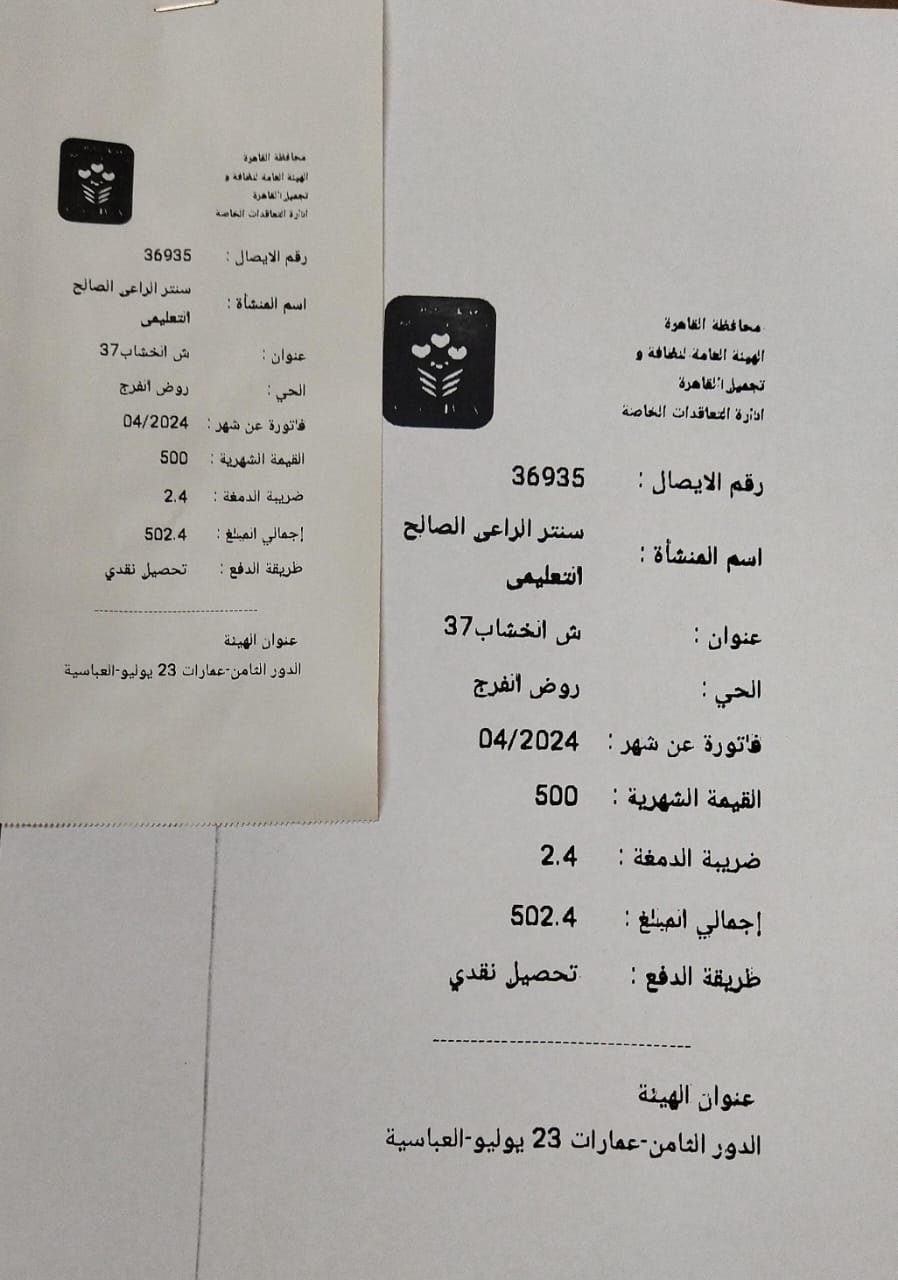 محافظة القاهرة
الهيئة العامة لنظافة و
تجميل القاهرة
ادارة التعاقدات الخاصة
رقم الايصال : 36935
اسم المنشأة : سنتر الراعى الصالح
التعليمى
عنوان : ش الخشاب37
الحي : روض الفرج
فاتورة عن شهر : 04/2024
القيمة الشهرية : 500
ضريبة الدمغة : 2.4
إجمالي المبلغ : 502.4
طريقة الدفع : تحصيل نقدي
عنوان الهيئة
الدور الثامن-عمارات 23 يوليو-العباسية
محافظة القاهرة
الهيئة العامة لنظافة و
تجميل القاهرة
ادارة التعاقدات الخاصة
رقم الايصال : 36935
اسم المنشأة : سنتر الراعى الصالح
التعليمى
عنوان : ش الخشاب37
الحي : روض الفرج
فاتورة عن شهر : 04/2024
القيمة الشهرية : 500
ضريبة الدمغة : 2.4
إجمالي المبلغ : 502.4
طريقة الدفع : تحصيل نقدي
عنوان الهيئة
الدور الثامن-عمارات 23 يوليو-العباسية